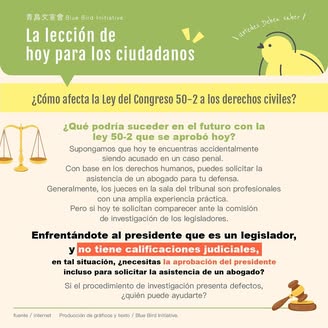 青鳥文宣會 Blue Bird Initiative.
La lección de
hoy para los ciudadanos
¡ ustedes deben saber !
¿Cómo afecta la Ley del Congreso 50-2 a los derechos civiles?
¿Qué podría suceder en el futuro con la
ley 50-2 que se aprobó hoy?
Supongamos que hoy te encuentras accidentalmente
siendo acusado en un caso penal.
Con base en los derechos humanos, puedes solicitar la
asistencia de un abogado para tu defensa.
Generalmente, los jueces en la sala del tribunal son profesionales
con una amplia experiencia práctica.
Pero si hoy te solicitan comparecer ante la comisión
de investigación de los legisladores.
Enfrentándote al presidente que es un legislador,
y no tiene calificaciones judiciales,
en tal situación, ¿necesitas la aprobación del presidente
incluso para solicitar la asistencia de un abogado?
Si el procedimiento de investigación presenta defectos,
¿quién puede ayudarte?
fuente / internet Producción de gráficos y texto / Blue Bird Initiative.